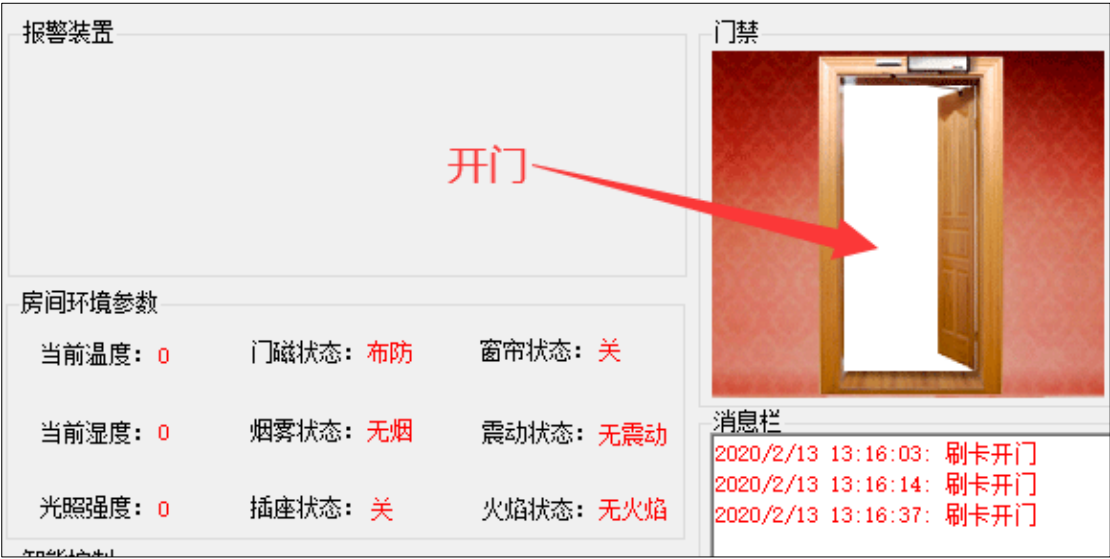 报警装置
门禁
开门
房间环境参数
当前温度：0 门磁状态：布防 窗帘状态：关
当前湿度：0 烟雾状态：无烟 震动状态：无震动
光照强度：0 插座状态：关 火焰状态：无火焰
消息栏
2020/2/13 13:16:03: 刷卡开门
2020/2/13 13:16:14: 刷卡开门
2020/2/13 13:16:37: 刷卡开门